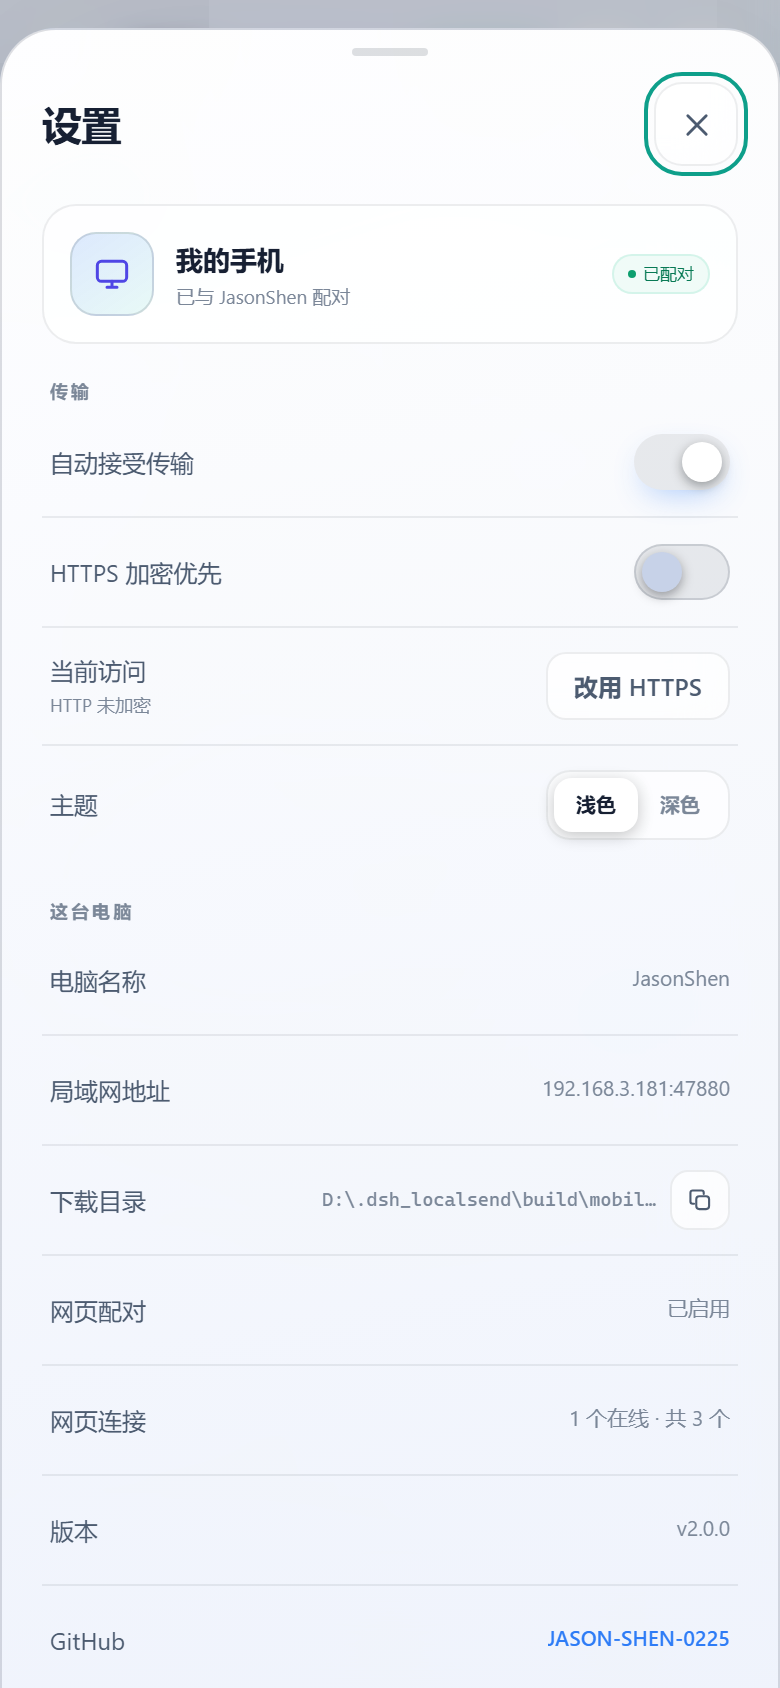 设置
我的手机
已与 JasonShen 配对
已配对
传输
自动接受传输
HTTPS 加密优先
当前访问
HTTP 未加密
改用 HTTPS
主题
浅色
深色
这台电脑
电脑名称
JasonShen
局域网地址
192.168.3.181:47880
下载目录
D:\.dsh_localsend\build\mobil…
网页配对
已启用
网页连接
1 个在线 · 共 3 个
版本
v2.0.0
GitHub
JASON-SHEN-0225